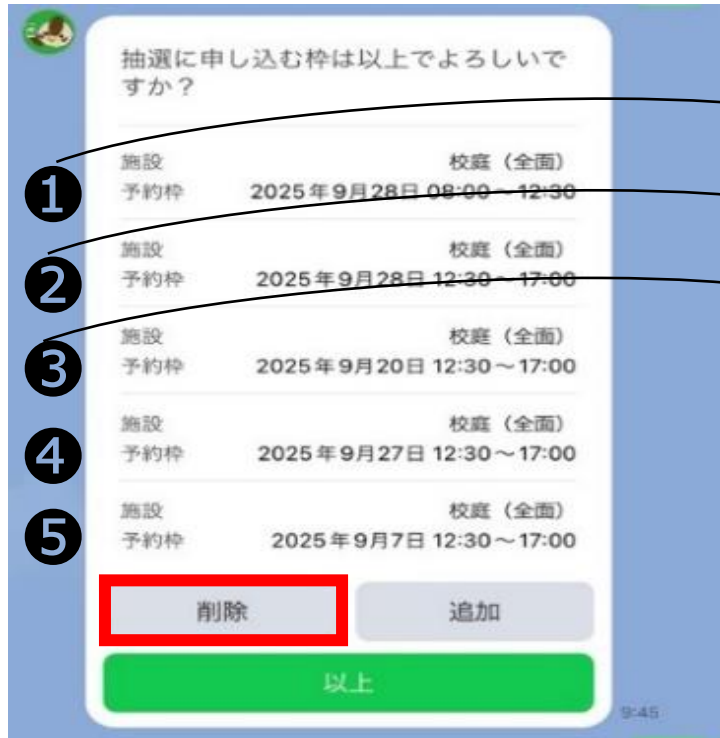 抽選に申し込む枠は以上でよろしいで
すか？
❶
施設 校庭（全面）
予約枠 2025年9月28日 08:00～12:30
❷
施設 校庭（全面）
予約枠 2025年9月28日 12:30～17:00
❸
施設 校庭（全面）
予約枠 2025年9月20日 12:30～17:00
❹
施設 校庭（全面）
予約枠 2025年9月27日 12:30～17:00
❺
施設 校庭（全面）
予約枠 2025年9月7日 12:30～17:00
削除 追加
以上
9:45